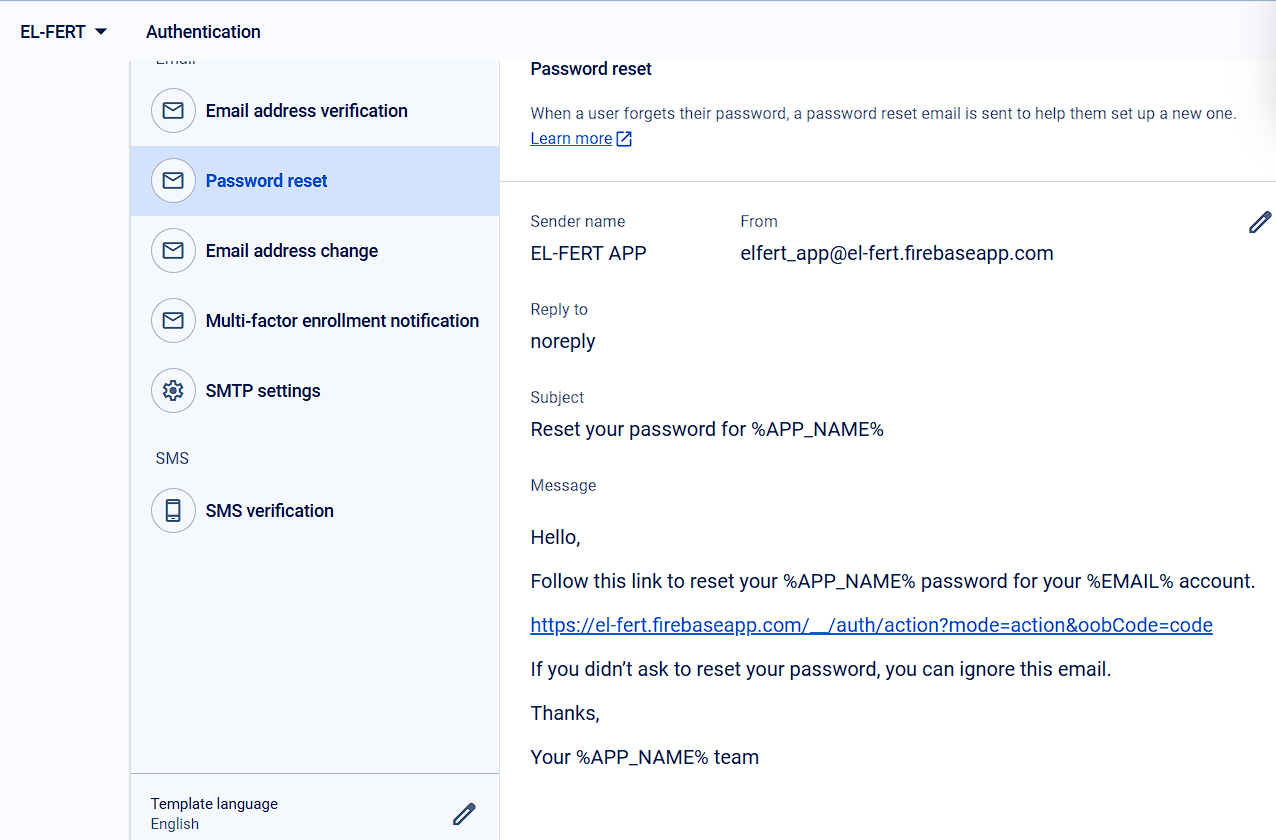 EL-FERT
Authentication
Email
Email address verification
Password reset
Email address change
Multi-factor enrollment notification
SMTP settings
SMS
SMS verification
Template language
English
Password reset
When a user forgets their password, a password reset email is sent to help them set up a new one.
Learn more
Sender name
EL-FERT APP
From
elfert_app@el-fert.firebaseapp.com
Reply to
noreply
Subject
Reset your password for %APP_NAME%
Message
Hello,
Follow this link to reset your %APP_NAME% password for your %EMAIL% account.
https://el-fert.firebaseapp.com/__/auth/action?mode=action&oobCode=code
If you didn’t ask to reset your password, you can ignore this email.
Thanks,
Your %APP_NAME% team